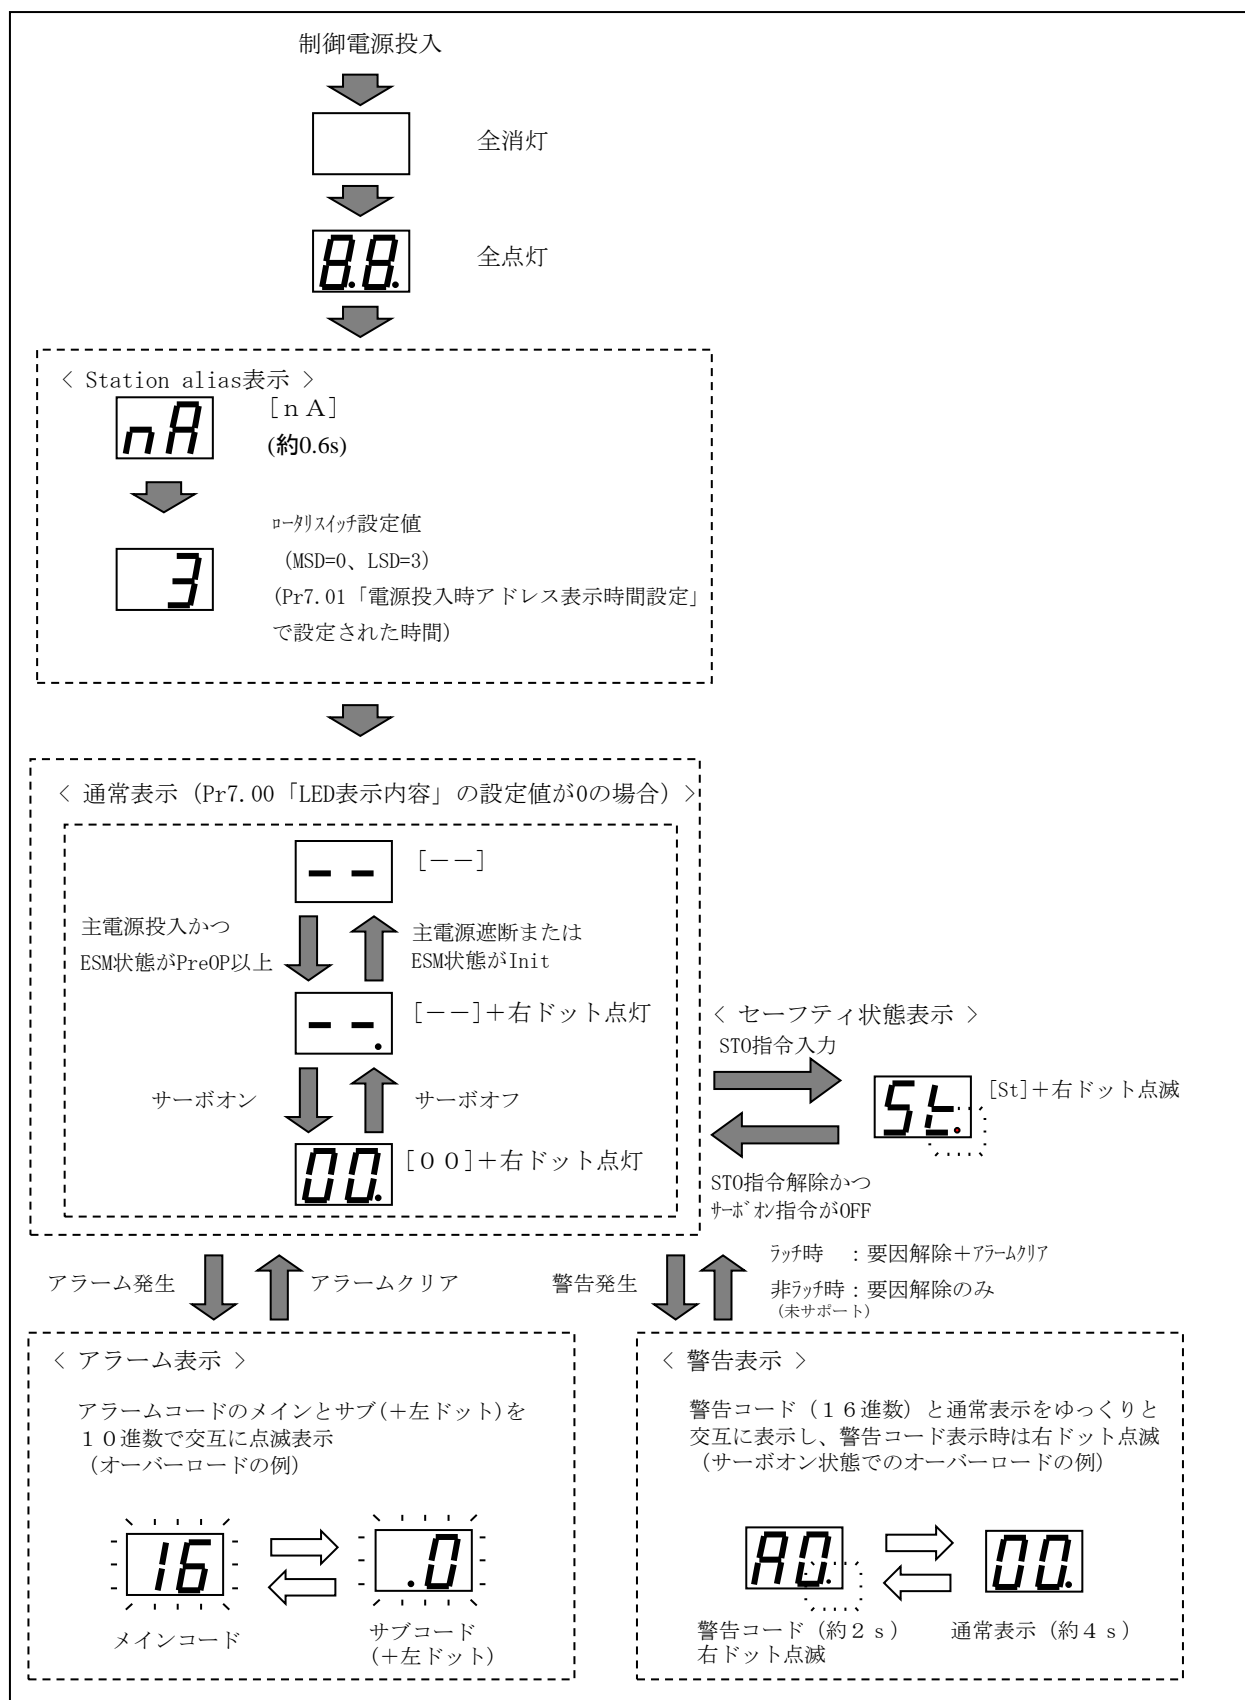 制御電源投入
全消灯
8.8.
全点灯
< Station alias表示 >
nA
[ｎＡ]
(約0.6s)
3
ﾛｰﾀﾘｽｲｯﾁ設定値
(MSD=0、LSD=3)
(Pr7.01「電源投入時アドレス表示時間設定」
で設定された時間)
< 通常表示 (Pr7.00「LED表示内容」の設定値が0の場合) >
－－
[－－]
主電源投入かつ
ESM状態がPreOP以上
主電源遮断または
ESM状態がInit
－－.
[－－]＋右ドット点灯
サーボオン
サーボオフ
00.
[００]＋右ドット点灯
< セーフティ状態表示 >
STO指令入力
St.
[St]＋右ドット点滅
STO指令解除かつ
ｻｰﾎﾞｵﾝ指令がOFF
アラーム発生
アラームクリア
警告発生
ﾗｯﾁ時　：要因解除＋ｱﾗｰﾑｸﾘｱ
非ﾗｯﾁ時：要因解除のみ
(未サポート)
< アラーム表示 >
アラームコードのメインとサブ(＋左ドット)を
１０進数で交互に点滅表示
(オーバーロードの例)
16
.0
メインコード
サブコード
(＋左ドット)
< 警告表示 >
警告コード (１６進数) と通常表示をゆっくりと
交互に表示し、警告コード表示時は右ドット点滅
(サーボオン状態でのオーバーロードの例)
A0.
00.
警告コード (約２ｓ)
右ドット点滅
通常表示 (約４ｓ)